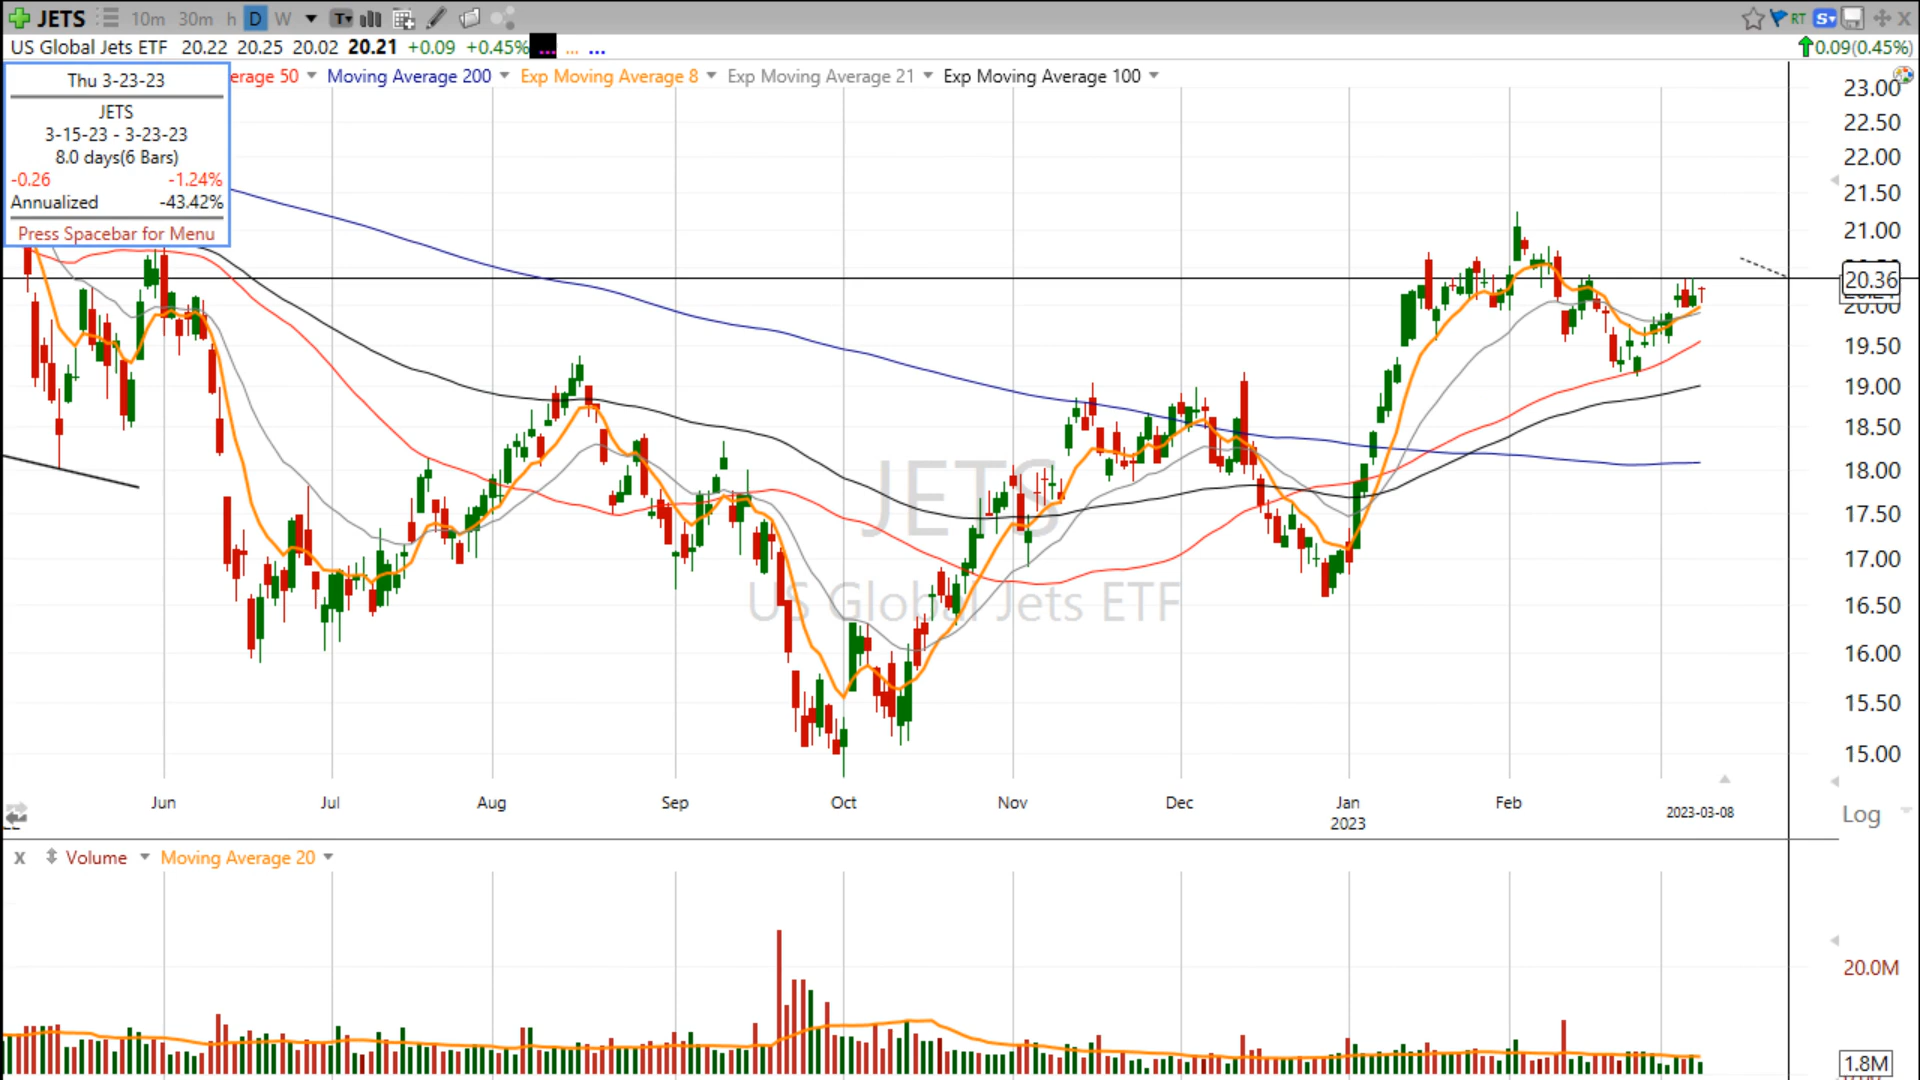 JETS 10m 30m h D W T RT S
US Global Jets ETF 20.22 20.25 20.02 20.21 +0.09 +0.45% ... ... ... 0.09(0.45%)
erage 50 Moving Average 200 Exp Moving Average 8 Exp Moving Average 21 Exp Moving Average 100
Thu 3-23-23
JETS
3-15-23 - 3-23-23
8.0 days(6 Bars)
-0.26 -1.24%
Annualized -43.42%
Press Spacebar for Menu
23.00
22.50
22.00
21.50
21.00
20.36
20.00
19.50
19.00
18.50
18.00
17.50
17.00
16.50
16.00
15.50
15.00
JETS
US Global Jets ETF
Jun Jul Aug Sep Oct Nov Dec Jan Feb
2023 2023-03-08
Log
x Volume Moving Average 20
20.0M
1.8M